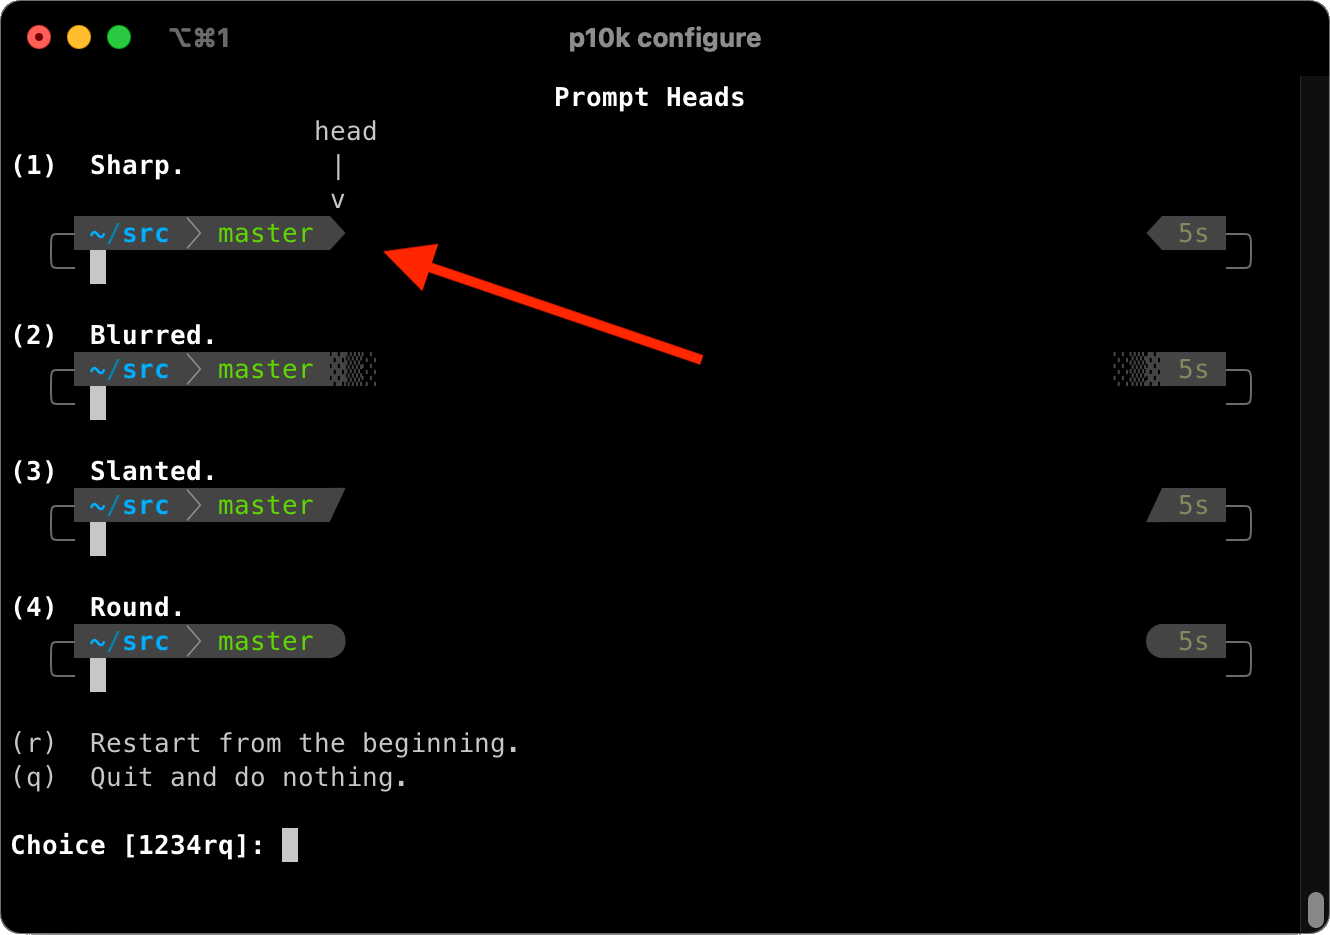 ⌥⌘1 p10k configure
Prompt Heads
head
(1) Sharp. |
v
~/src master 5s
(2) Blurred.
~/src master 5s
(3) Slanted.
~/src master 5s
(4) Round.
~/src master 5s
(r) Restart from the beginning.
(q) Quit and do nothing.
Choice [1234rq]: